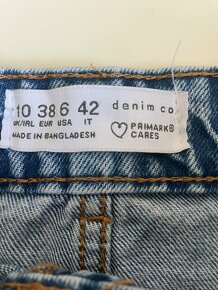 10 38 6 42 denim co
UK/IRL EUR USA IT
MADE IN BANGLADESH
PRIMARK®
CARES